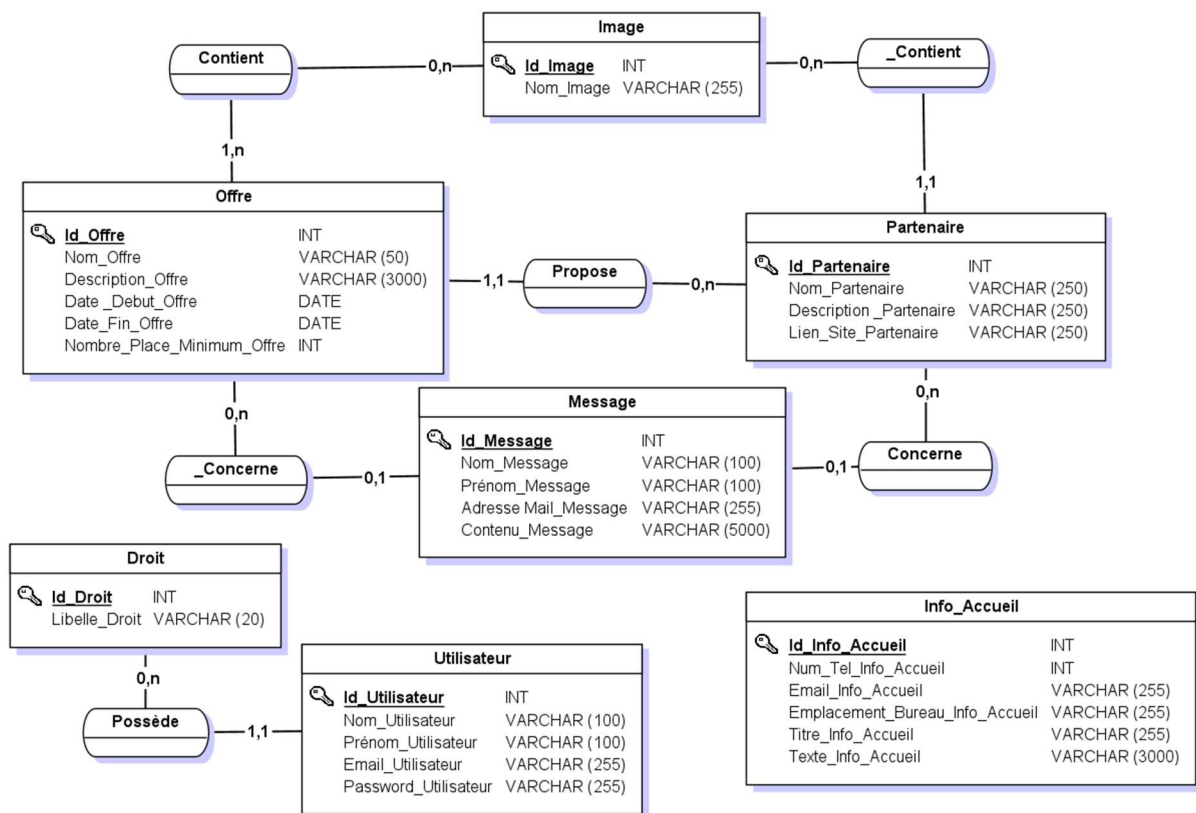 Image
Contient
_Contient
Id_Image INT
Nom_Image VARCHAR (255)
0,n
0,n
1,n
1,1
Offre
Id_Offre INT
Nom_Offre VARCHAR (50)
Description_Offre VARCHAR (3000)
Date _Debut_Offre DATE
Date_Fin_Offre DATE
Nombre_Place_Minimum_Offre INT
1,1
Propose
0,n
Partenaire
Id_Partenaire INT
Nom_Partenaire VARCHAR (250)
Description _Partenaire VARCHAR (250)
Lien_Site_Partenaire VARCHAR (250)
0,n
0,n
Message
Id_Message INT
Nom_Message VARCHAR (100)
Prénom_Message VARCHAR (100)
Adresse Mail_Message VARCHAR (255)
Contenu_Message VARCHAR (5000)
_Concerne
0,1
0,1
Concerne
Droit
Id_Droit INT
Libelle_Droit VARCHAR (20)
0,n
Possède
1,1
Utilisateur
Id_Utilisateur INT
Nom_Utilisateur VARCHAR (100)
Prénom_Utilisateur VARCHAR (100)
Email_Utilisateur VARCHAR (255)
Password_Utilisateur VARCHAR (255)
Info_Accueil
Id_Info_Accueil INT
Num_Tel_Info_Accueil INT
Email_Info_Accueil VARCHAR (255)
Emplacement_Bureau_Info_Accueil VARCHAR (255)
Titre_Info_Accueil VARCHAR (255)
Texte_Info_Accueil VARCHAR (3000)